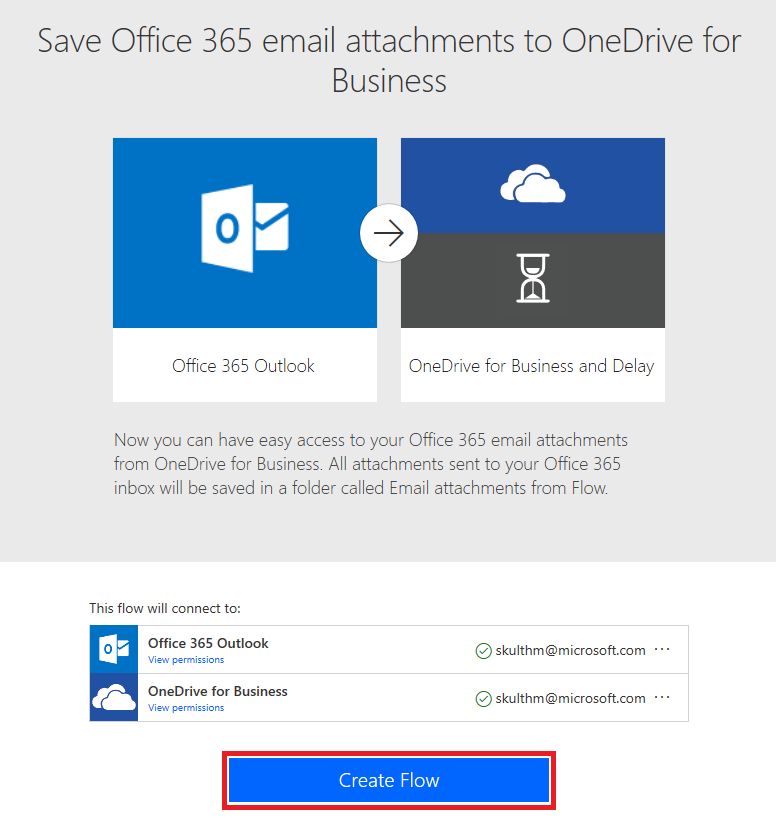 Save Office 365 email attachments to OneDrive for
Business
Office 365 Outlook
OneDrive for Business and Delay
Now you can have easy access to your Office 365 email attachments
from OneDrive for Business. All attachments sent to your Office 365
inbox will be saved in a folder called Email attachments from Flow.
This flow will connect to:
Office 365 Outlook
View permissions
skulthm@microsoft.com ...
OneDrive for Business
View permissions
skulthm@microsoft.com ...
Create Flow